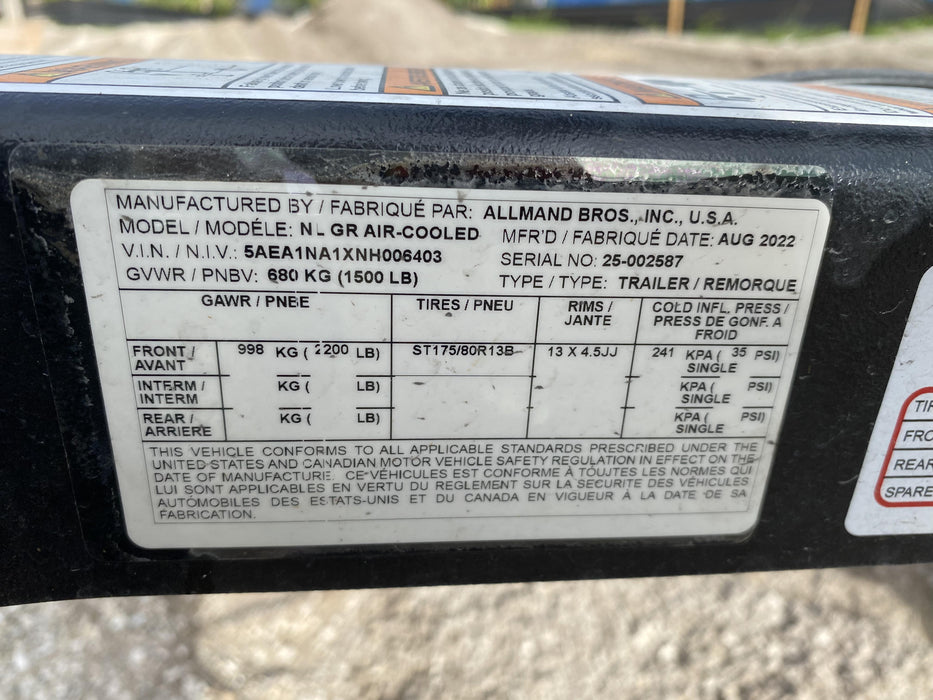 MANUFACTURED BY / FABRIQUÉ PAR: ALLMAND BROS., INC., U.S.A.
MODEL / MODÉLE: NL GR AIR-COOLED MFR'D / FABRIQUÉ DATE: AUG 2022
V.I.N. / N.I.V.: 5AEA1NA1XNH006403 SERIAL NO: 25-002587
GVWR / PNBV: 680 KG (1500 LB) TYPE / TYPE: TRAILER / REMORQUE
GAWR / PNBE TIRES / PNEU RIMS / JANTE COLD INFL. PRESS / PRESS DE GONF. A FROID
FRONT / AVANT 998 KG ( 2200 LB) ST175/80R13B 13 X 4.5JJ 241 KPA ( 35 PSI) SINGLE
INTERM / INTERM KG ( LB) KPA ( PSI) SINGLE
REAR / ARRIERE KG ( LB) KPA ( PSI) SINGLE
THIS VEHICLE CONFORMS TO ALL APPLICABLE STANDARDS PRESCRIBED UNDER THE
UNITED STATES AND CANADIAN MOTOR VEHICLE SAFETY REGULATION IN EFFECT ON THE
DATE OF MANUFACTURE. CE VÉHICULES EST CONFORME À TOUTES LES NORMES QUI
LUI SONT APPLICABLES EN VERTU DU REGLEMENT SUR LA SECURITE DES VÉHICULES
AUTOMOBILES DES ESTATS-UNIS ET DU CANADA EN VIGUEUR À LA DATE DE SA
FABRICATION.
REAR
SPARE